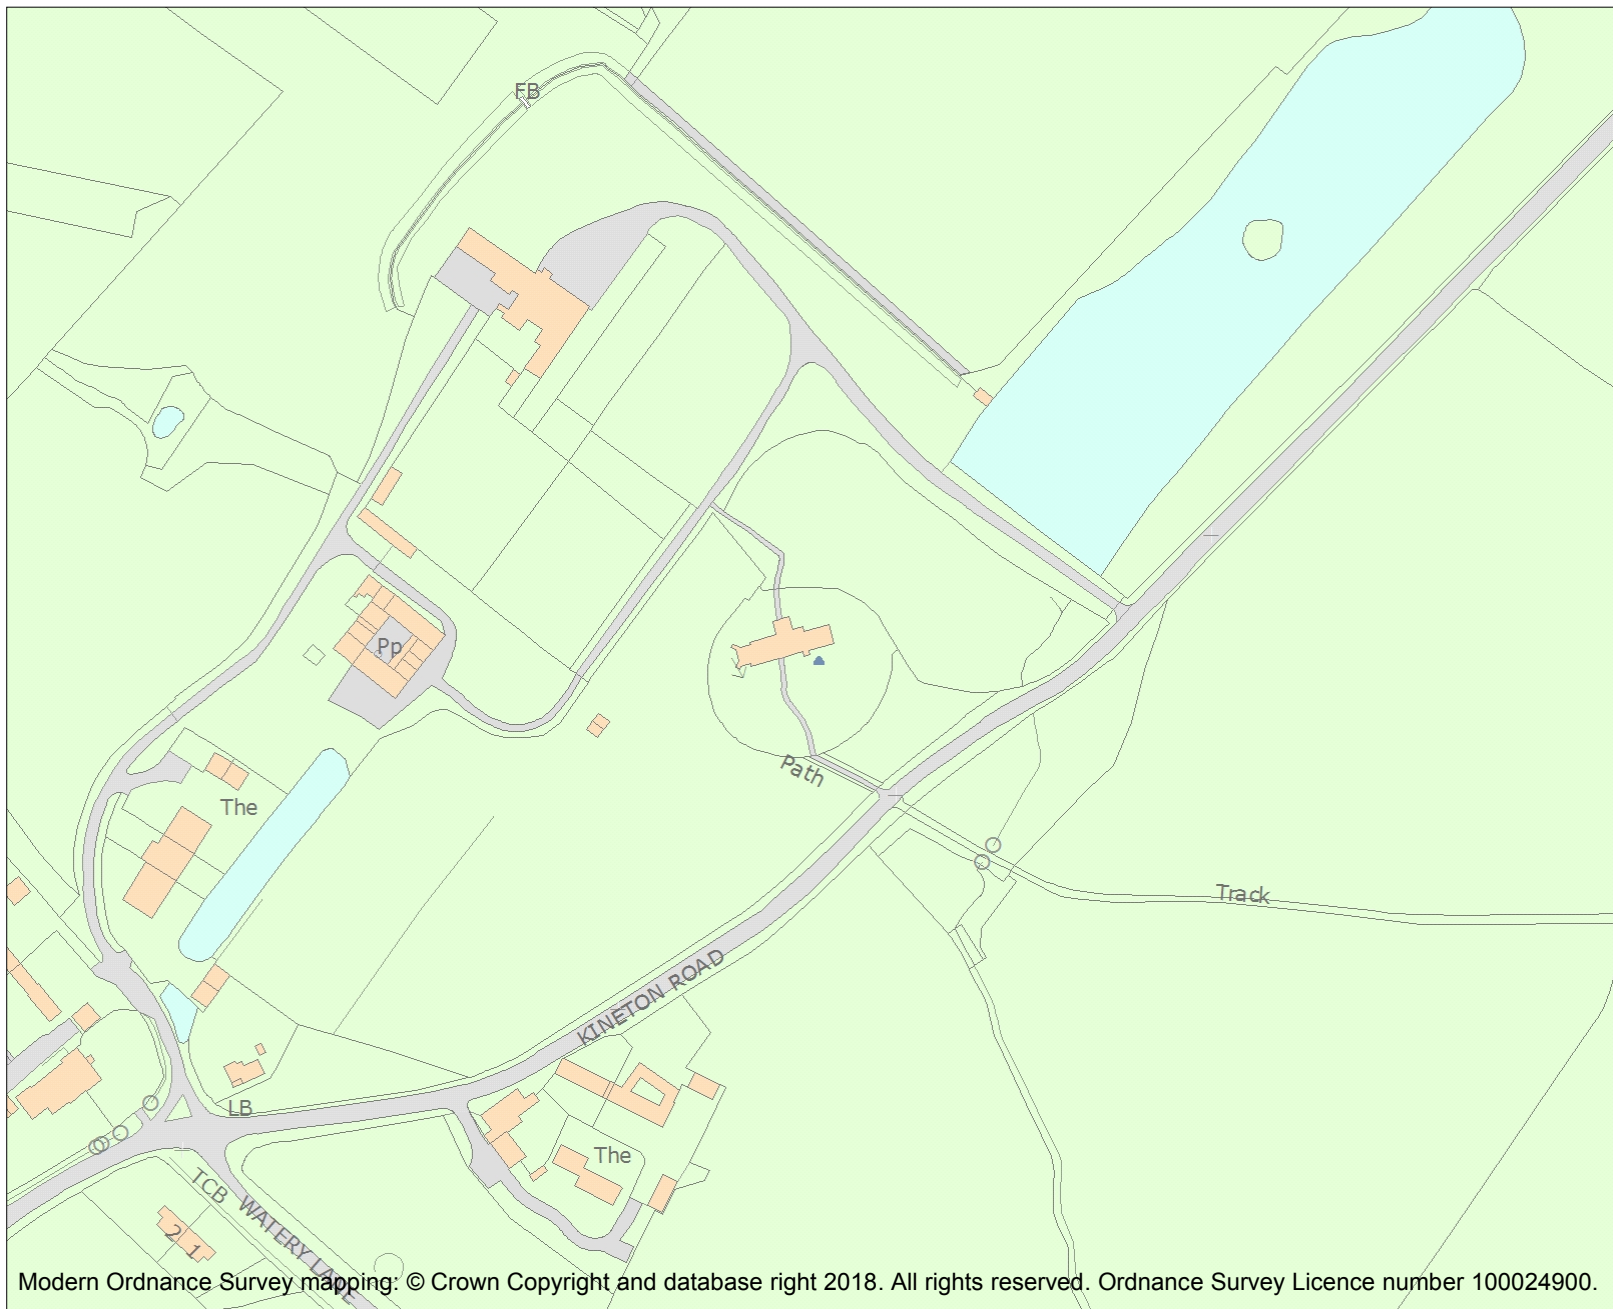 FB
Pp
The
Path
Track
KINETON ROAD
LB
The
TCB
WATERY LANE
2
1
Modern Ordnance Survey mapping: © Crown Copyright and database right 2018. All rights reserved. Ordnance Survey Licence number 100024900.